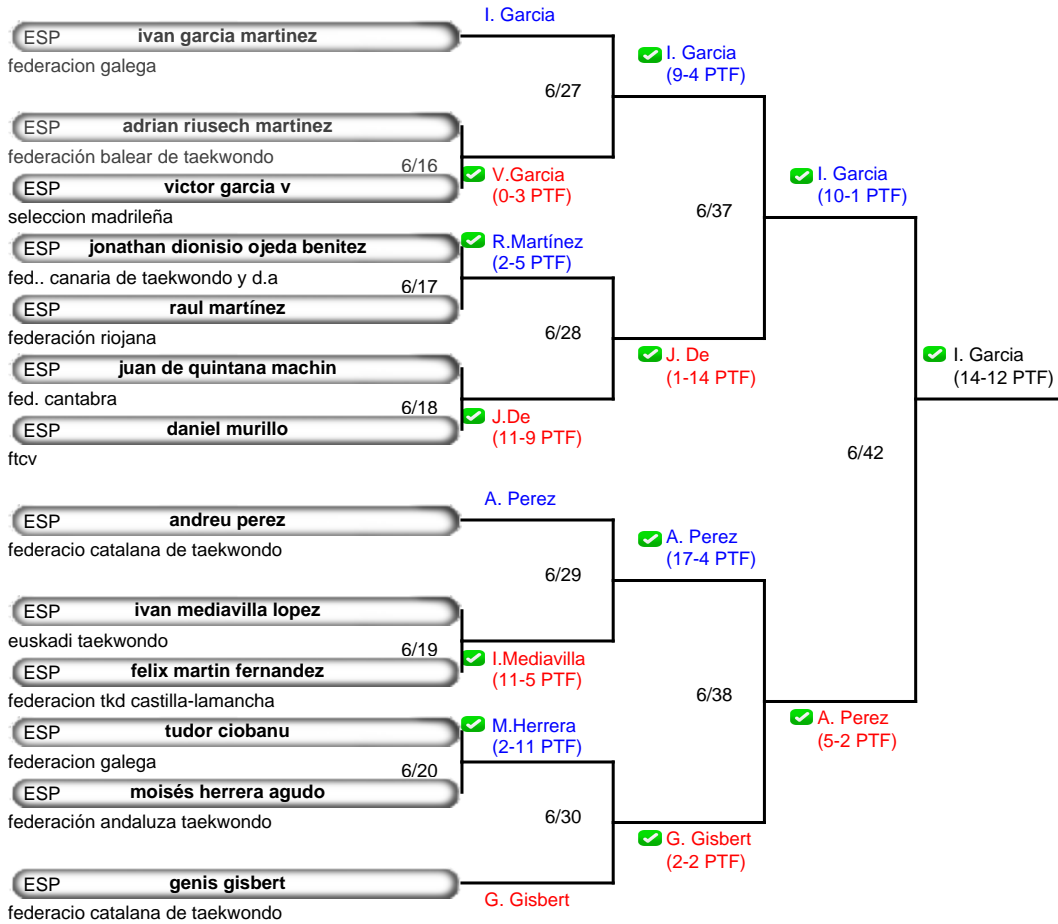 I. Garcia
ESP ivan garcia martinez
federacion galega
I. Garcia
(9-4 PTF)
6/27
ESP adrian riusech martinez
federación balear de taekwondo
6/16
V.Garcia
(0-3 PTF)
ESP victor garcia v
seleccion madrileña
I. Garcia
(10-1 PTF)
6/37
ESP jonathan dionisio ojeda benitez
R.Martínez
(2-5 PTF)
fed.. canaria de taekwondo y d.a
6/17
ESP raul martínez
federación riojana
6/28
J. De
(1-14 PTF)
I. Garcia
(14-12 PTF)
ESP juan de quintana machin
fed. cantabra
6/18
J.De
(11-9 PTF)
ESP daniel murillo
ftcv
6/42
A. Perez
ESP andreu perez
federacio catalana de taekwondo
A. Perez
(17-4 PTF)
6/29
ESP ivan mediavilla lopez
euskadi taekwondo
6/19
I.Mediavilla
(11-5 PTF)
ESP felix martin fernandez
federacion tkd castilla-lamancha
6/38
A. Perez
(5-2 PTF)
ESP tudor ciobanu
M.Herrera
(2-11 PTF)
federacion galega
6/20
ESP moisés herrera agudo
federación andaluza taekwondo
6/30
G. Gisbert
(2-2 PTF)
ESP genis gisbert
G. Gisbert
federacio catalana de taekwondo